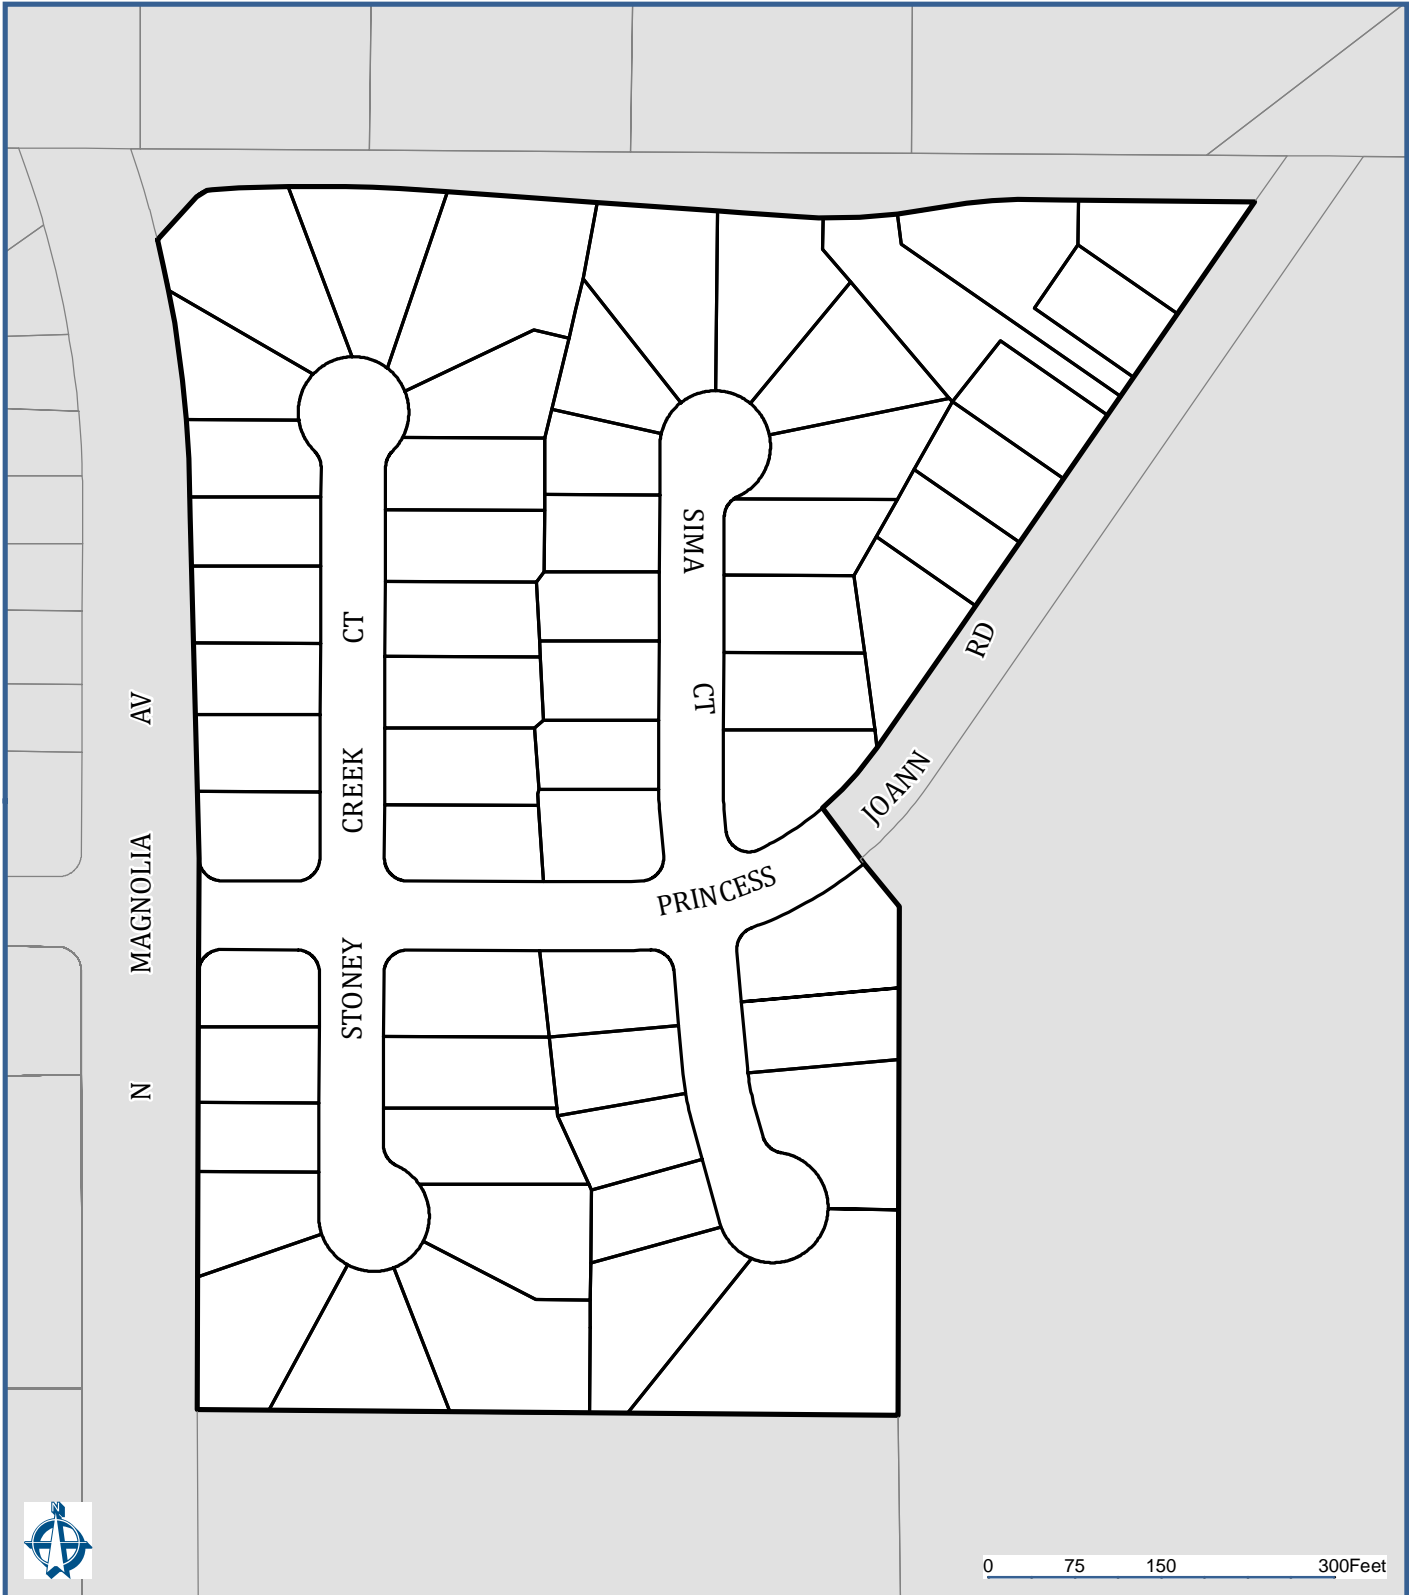 SIMA
CT
CT
RD
AV
CREEK
JOANN
MAGNOLIA
PRINCESS
STONEY
N
N
0 75 150 300Feet